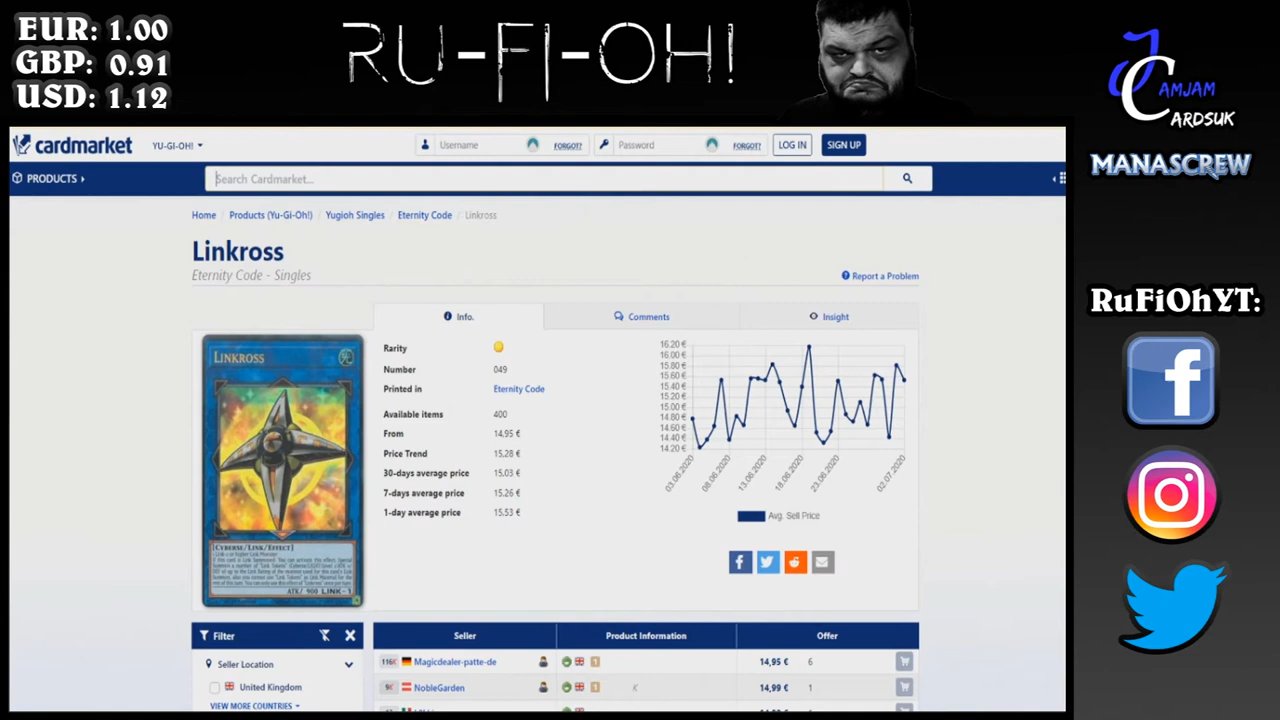 EUR: 1.00
GBP: 0.91
USD: 1.12
RU-FI-OH!
JAMJAM
CARDSUK
MANASCREW
RuFiOhYT:
cardmarket
YU-GI-OH!
Username
FORGOT?
Password
FORGOT?
LOG IN
SIGN UP
PRODUCTS
Search Cardmarket...
Home / Products (Yu-Gi-Oh!) / Yugioh Singles / Eternity Code / Linkross
Linkross
Eternity Code - Singles
Report a Problem
Info.
Comments
Insight
LINKROSS
[CYBERSE/LINK/EFFECT]
ATK/ 900 LINK-1
Rarity
Number 049
Printed in Eternity Code
Available items 400
From 14.95 €
Price Trend 15.28 €
30-days average price 15.03 €
7-days average price 15.26 €
1-day average price 15.53 €
16.20 €
16.00 €
15.80 €
15.60 €
15.40 €
15.20 €
15.00 €
14.80 €
14.60 €
14.40 €
14.20 €
03.06.2020
08.06.2020
13.06.2020
18.06.2020
23.06.2020
02.07.2020
Avg. Sell Price
Filter
Seller Location
United Kingdom
VIEW MORE COUNTRIES
Seller
Product Information
Offer
116K Magicdealer-patte-de 1 14,95 € 6
9K NobleGarden 1 K 14,99 € 1